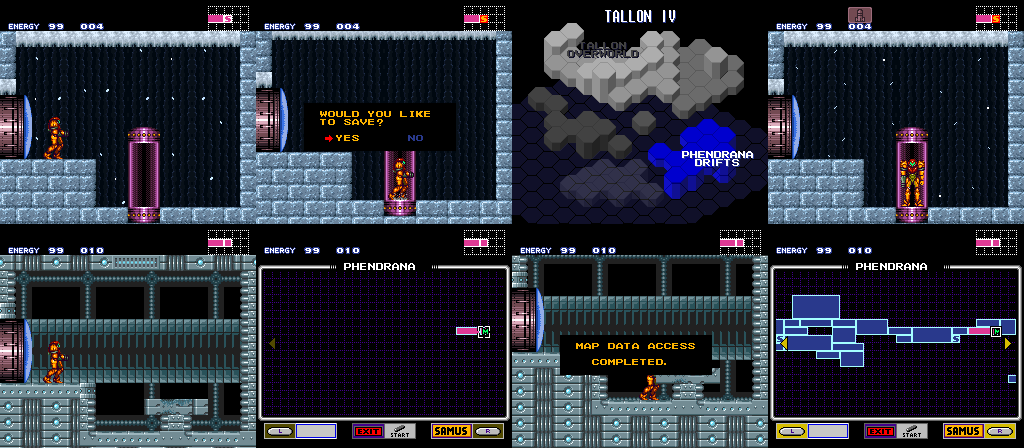 ENERGY 99 004
S
ENERGY 99 004
S
WOULD YOU LIKE
TO SAVE?
YES NO
TALLON IV
TALLON
OVERWORLD
PHENDRANA
DRIFTS
ENERGY 99 004
S
ENERGY 99 010
ENERGY 99 010
PHENDRANA
M
L EXIT START SAMUS R
ENERGY 99 010
MAP DATA ACCESS
COMPLETED.
ENERGY 99 010
PHENDRANA
S
S
M
L EXIT START SAMUS R